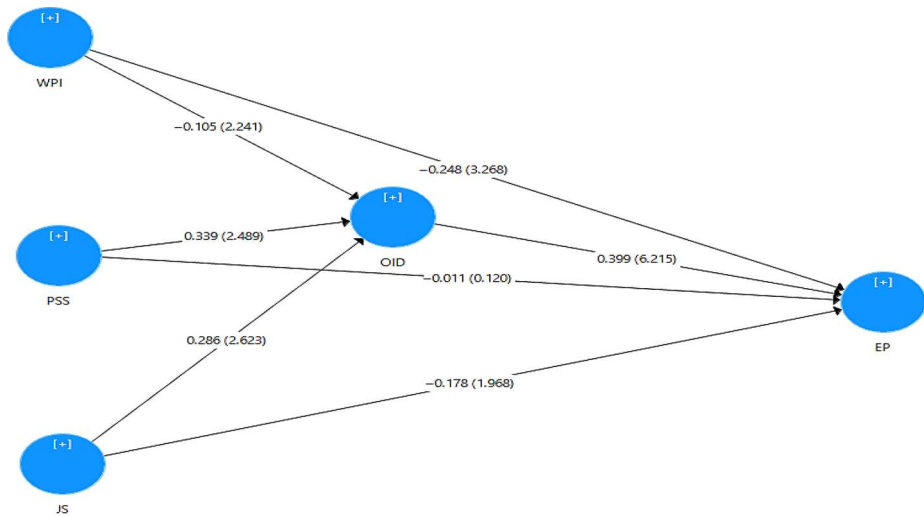 [+]
WPI
−0.105 (2.241)
−0.248 (3.268)
[+]
OID
[+]
PSS
0.339 (2.489)
0.399 (6.215)
−0.011 (0.120)
[+]
EP
0.286 (2.623)
−0.178 (1.968)
[+]
JS